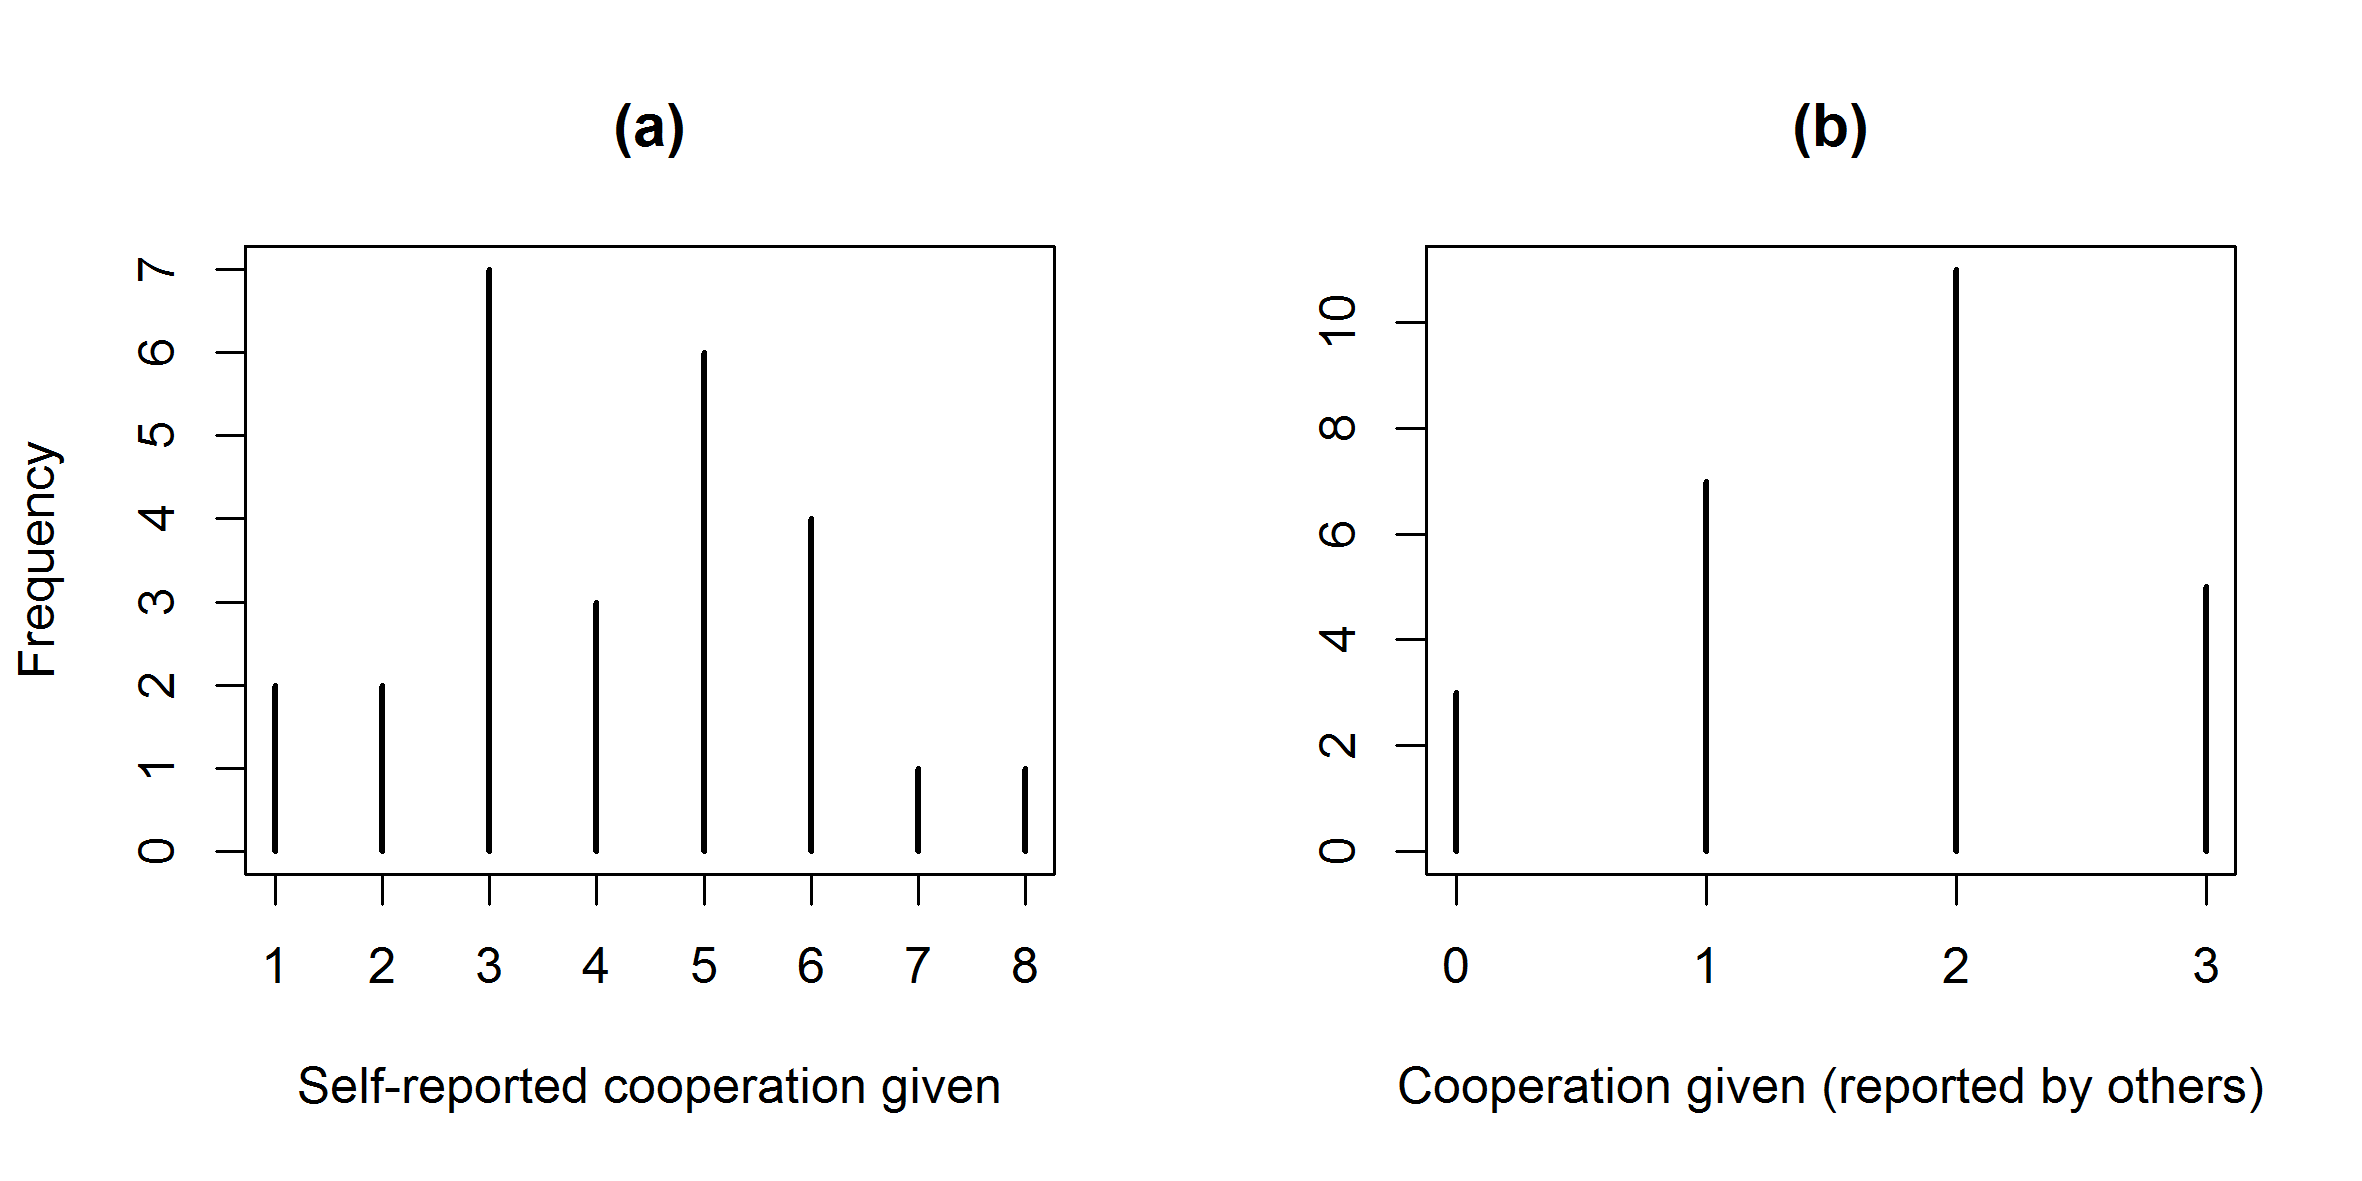 (a)
Frequency
7
6
5
4
3
2
1
0
1 2 3 4 5 6 7 8
Self-reported cooperation given
(b)
10
8
6
4
2
0
0 1 2 3
Cooperation given (reported by others)